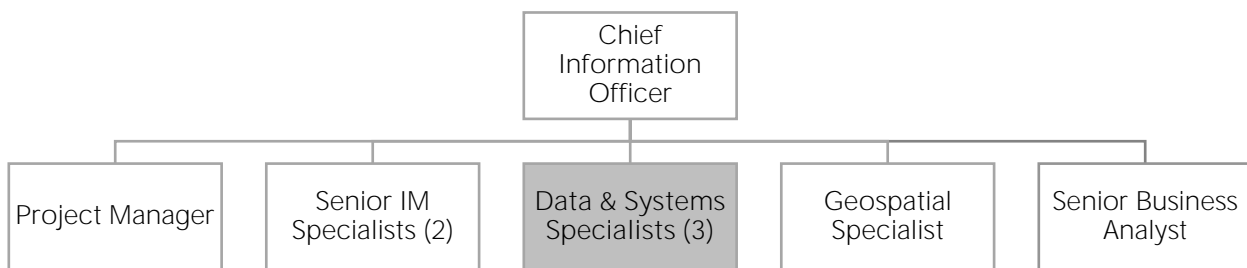 Chief
Information
Officer
Project Manager
Senior IM
Specialists (2)
Data & Systems
Specialists (3)
Geospatial
Specialist
Senior Business
Analyst